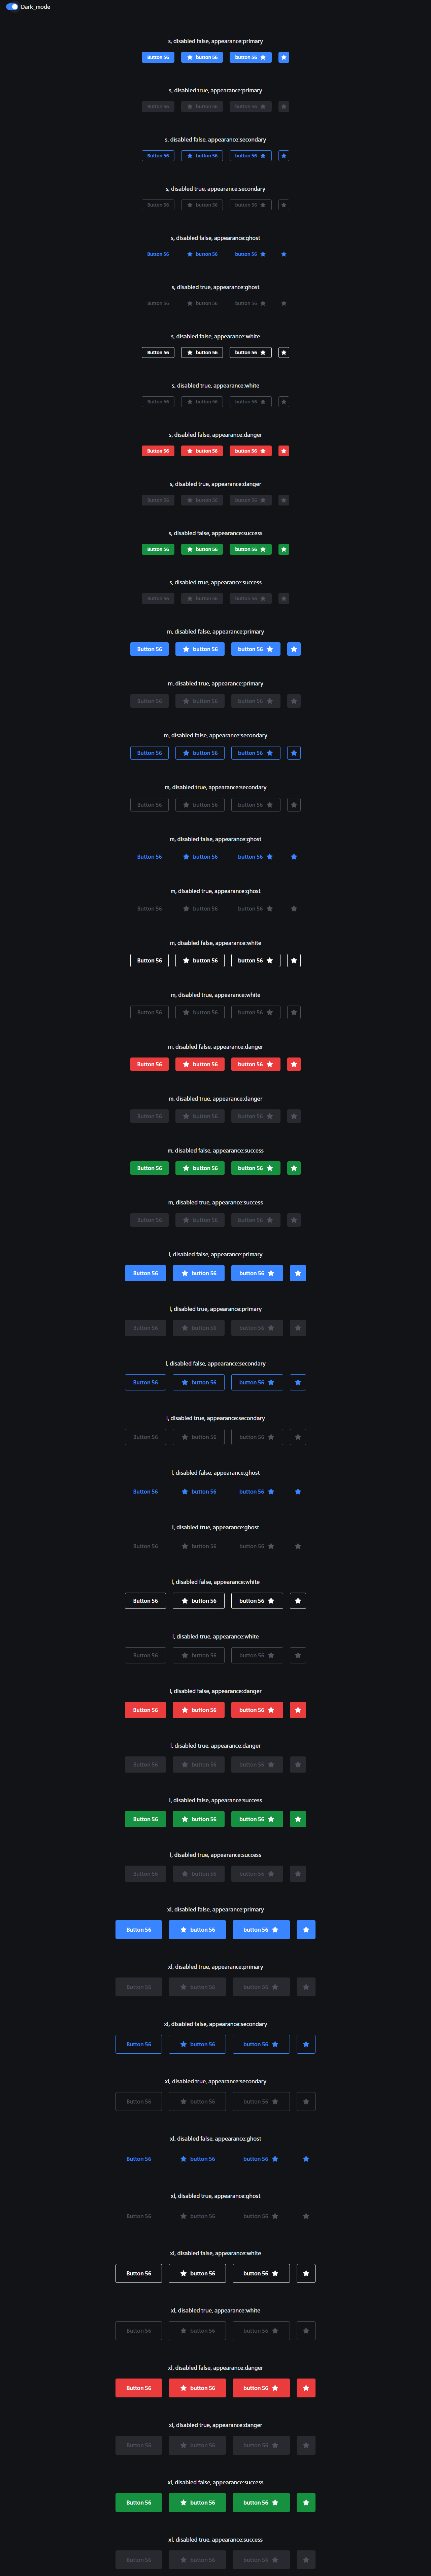 Dark_mode
s, disabled false, appearance:primary
Button 56 button 56 button 56
s, disabled true, appearance:primary
Button 56 button 56 button 56
s, disabled false, appearance:secondary
Button 56 button 56 button 56
s, disabled true, appearance:secondary
Button 56 button 56 button 56
s, disabled false, appearance:ghost
Button 56 button 56 button 56
s, disabled true, appearance:ghost
Button 56 button 56 button 56
s, disabled false, appearance:white
Button 56 button 56 button 56
s, disabled true, appearance:white
Button 56 button 56 button 56
s, disabled false, appearance:danger
Button 56 button 56 button 56
s, disabled true, appearance:danger
Button 56 button 56 button 56
s, disabled false, appearance:success
Button 56 button 56 button 56
s, disabled true, appearance:success
Button 56 button 56 button 56
m, disabled false, appearance:primary
Button 56 button 56 button 56
m, disabled true, appearance:primary
Button 56 button 56 button 56
m, disabled false, appearance:secondary
Button 56 button 56 button 56
m, disabled true, appearance:secondary
Button 56 button 56 button 56
m, disabled false, appearance:ghost
Button 56 button 56 button 56
m, disabled true, appearance:ghost
Button 56 button 56 button 56
m, disabled false, appearance:white
Button 56 button 56 button 56
m, disabled true, appearance:white
Button 56 button 56 button 56
m, disabled false, appearance:danger
Button 56 button 56 button 56
m, disabled true, appearance:danger
Button 56 button 56 button 56
m, disabled false, appearance:success
Button 56 button 56 button 56
m, disabled true, appearance:success
Button 56 button 56 button 56
l, disabled false, appearance:primary
Button 56 button 56 button 56
l, disabled true, appearance:primary
Button 56 button 56 button 56
l, disabled false, appearance:secondary
Button 56 button 56 button 56
l, disabled true, appearance:secondary
Button 56 button 56 button 56
l, disabled false, appearance:ghost
Button 56 button 56 button 56
l, disabled true, appearance:ghost
Button 56 button 56 button 56
l, disabled false, appearance:white
Button 56 button 56 button 56
l, disabled true, appearance:white
Button 56 button 56 button 56
l, disabled false, appearance:danger
Button 56 button 56 button 56
l, disabled true, appearance:danger
Button 56 button 56 button 56
l, disabled false, appearance:success
Button 56 button 56 button 56
l, disabled true, appearance:success
Button 56 button 56 button 56
xl, disabled false, appearance:primary
Button 56 button 56 button 56
xl, disabled true, appearance:primary
Button 56 button 56 button 56
xl, disabled false, appearance:secondary
Button 56 button 56 button 56
xl, disabled true, appearance:secondary
Button 56 button 56 button 56
xl, disabled false, appearance:ghost
Button 56 button 56 button 56
xl, disabled true, appearance:ghost
Button 56 button 56 button 56
xl, disabled false, appearance:white
Button 56 button 56 button 56
xl, disabled true, appearance:white
Button 56 button 56 button 56
xl, disabled false, appearance:danger
Button 56 button 56 button 56
xl, disabled true, appearance:danger
Button 56 button 56 button 56
xl, disabled false, appearance:success
Button 56 button 56 button 56
xl, disabled true, appearance:success
Button 56 button 56 button 56